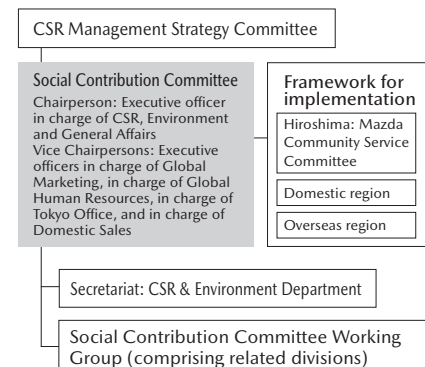 CSR Management Strategy Committee
Social Contribution Committee
Chairperson: Executive officer
in charge of CSR, Environment
and General Affairs
Vice Chairpersons: Executive
officers in charge of Global
Marketing, in charge of Global
Human Resources, in charge of
Tokyo Office, and in charge of
Domestic Sales
Framework for
implementation
Hiroshima: Mazda
Community Service
Committee
Domestic region
Overseas region
Secretariat: CSR & Environment Department
Social Contribution Committee Working
Group (comprising related divisions)